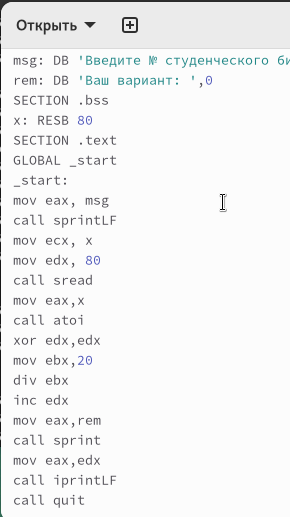 Открыть
msg: DB 'Введите № студенческого
rem: DB 'Ваш вариант: ',0
SECTION .bss
x: RESB 80
SECTION .text
GLOBAL _start
_start:
mov eax, msg
call sprintLF
mov ecx, x
mov edx, 80
call sread
mov eax,x
call atoi
xor edx,edx
mov ebx,20
div ebx
inc edx
mov eax,rem
call sprint
mov eax,edx
call iprintLF
call quit